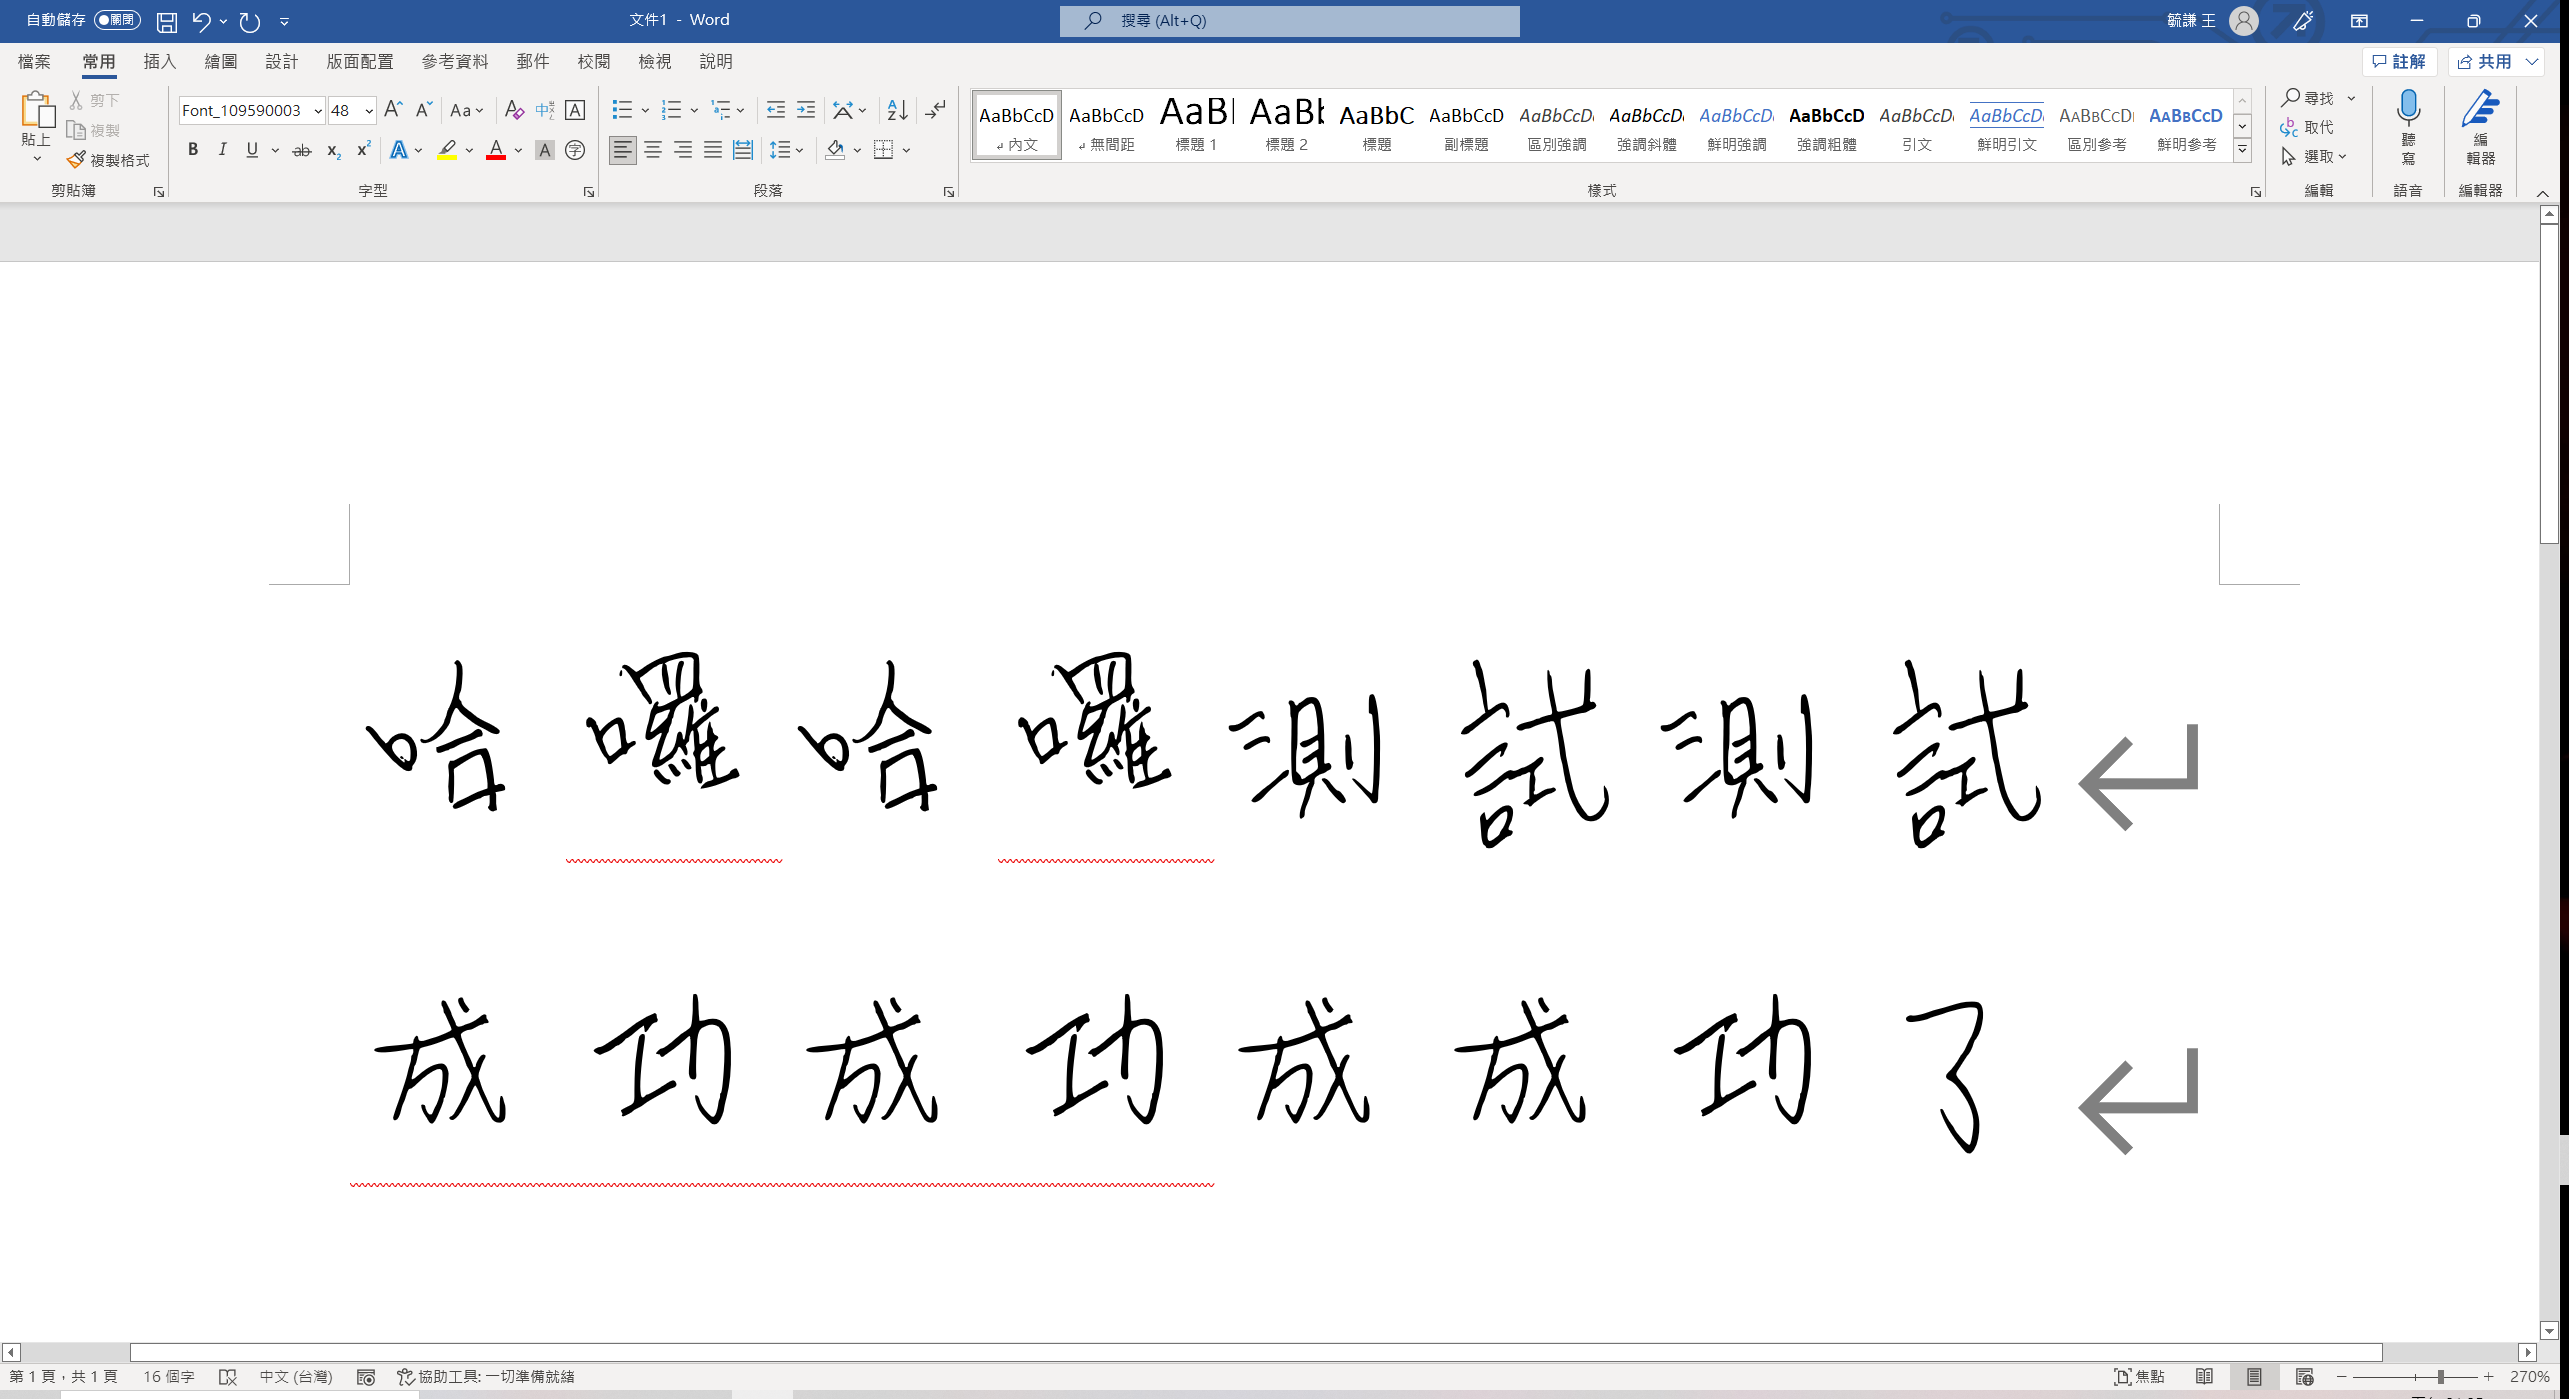 自動儲存 關閉 文件1 - Word 搜尋 (Alt+Q) 毓謙 王
檔案 常用 插入 繪圖 設計 版面配置 參考資料 郵件 校閱 檢視 說明 註解 共用
貼上 剪下 複製 複製格式
剪貼簿
Font_109590003 48 Aa
B I U ab x2 x2 A A A 字
字型
段落
AaBbCcD AaBbCcD AaBl AaBb AaBbC AaBbCcD AaBbCcD AaBbCcD AaBbCcD AaBbCcD AaBbCcD AaBbCcD AaBbCcD AaBbCcD
內文 無間距 標題 1 標題 2 標題 副標題 區別強調 強調斜體 鮮明強調 強調粗體 引文 鮮明引文 區別參考 鮮明參考
樣式
尋找
取代
選取
編輯
聽寫
語音
編輯器
編輯器
哈囉哈囉測試測試
成功成功成成功了
第 1 頁，共 1 頁 16 個字 中文 (台灣) 協助工具: 一切準備就緒 焦點 270%